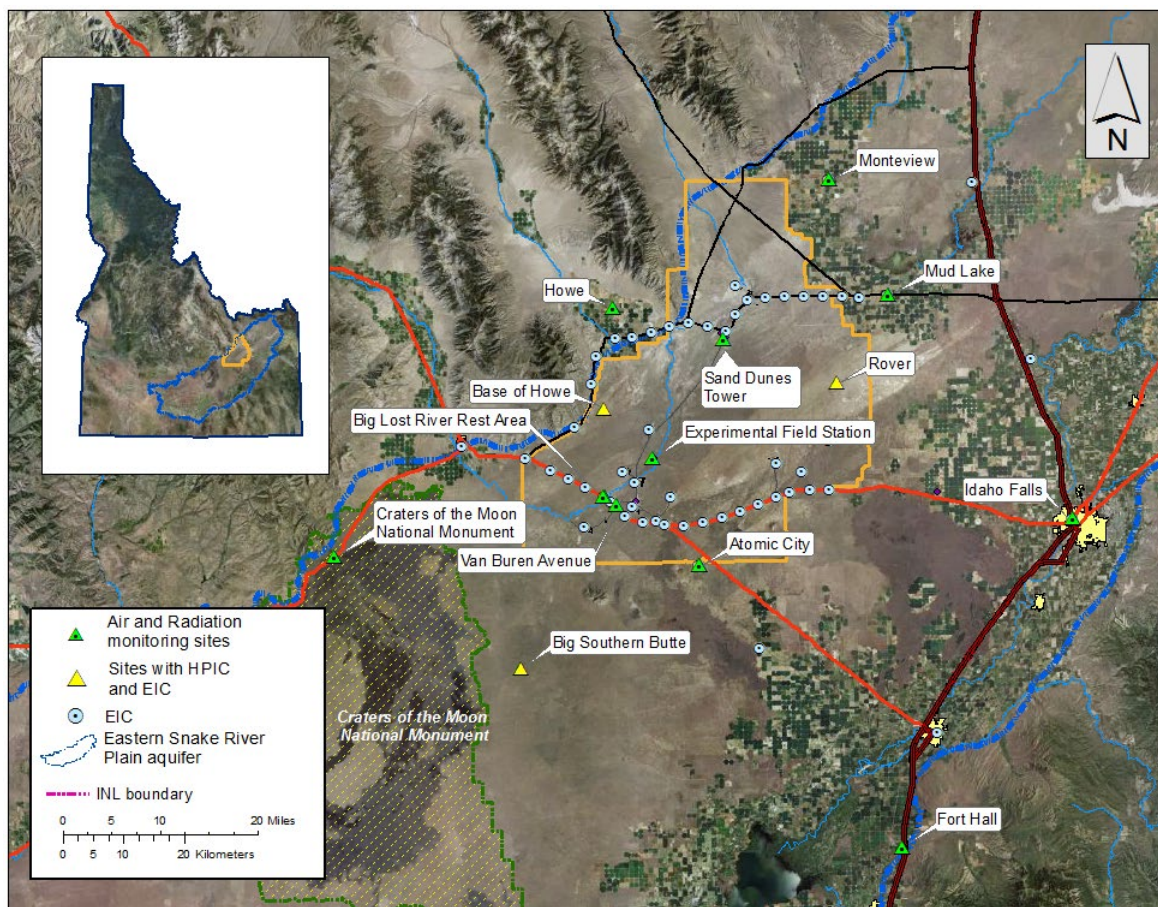 N
Monteview
Mud Lake
Howe
Rover
Sand Dunes
Tower
Base of Howe
Big Lost River Rest Area
Experimental Field Station
Idaho Falls
Craters of the Moon
National Monument
Van Buren Avenue
Atomic City
Big Southern Butte
Craters of the Moon
National Monument
Fort Hall
Air and Radiation
monitoring sites
Sites with HPIC
and EIC
EIC
Eastern Snake River
Plain aquifer
INL boundary
0 5 10 20 Miles
0 5 10 20 Kilometers